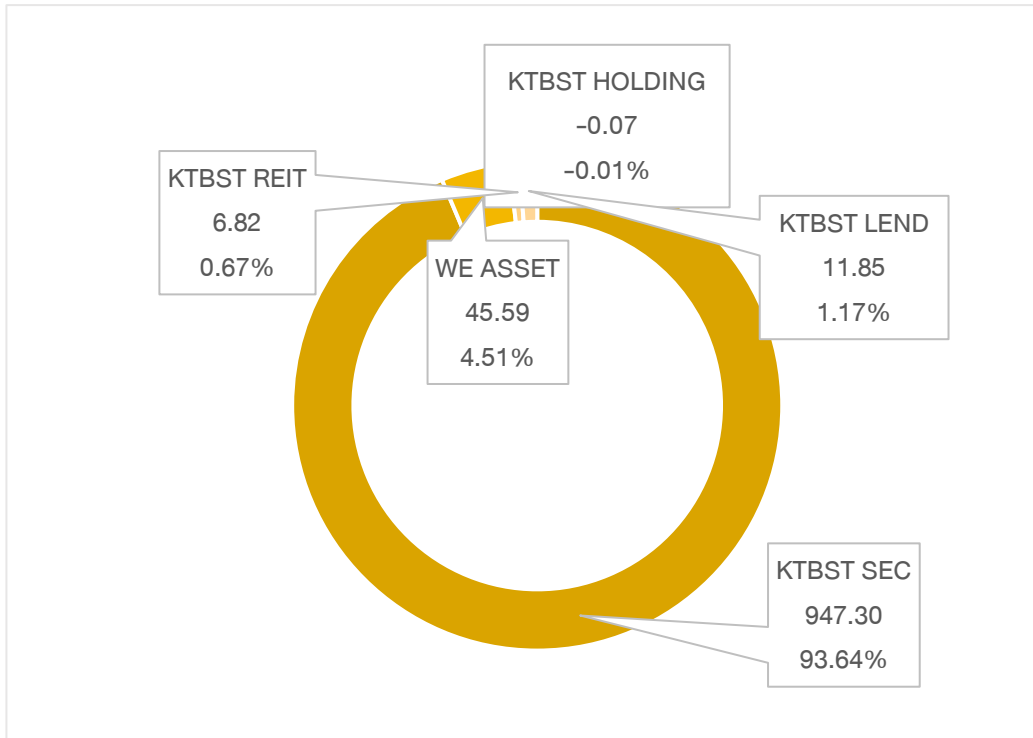 KTBST HOLDING
-0.07
-0.01%
KTBST REIT
6.82
0.67%
KTBST LEND
11.85
1.17%
WE ASSET
45.59
4.51%
KTBST SEC
947.30
93.64%